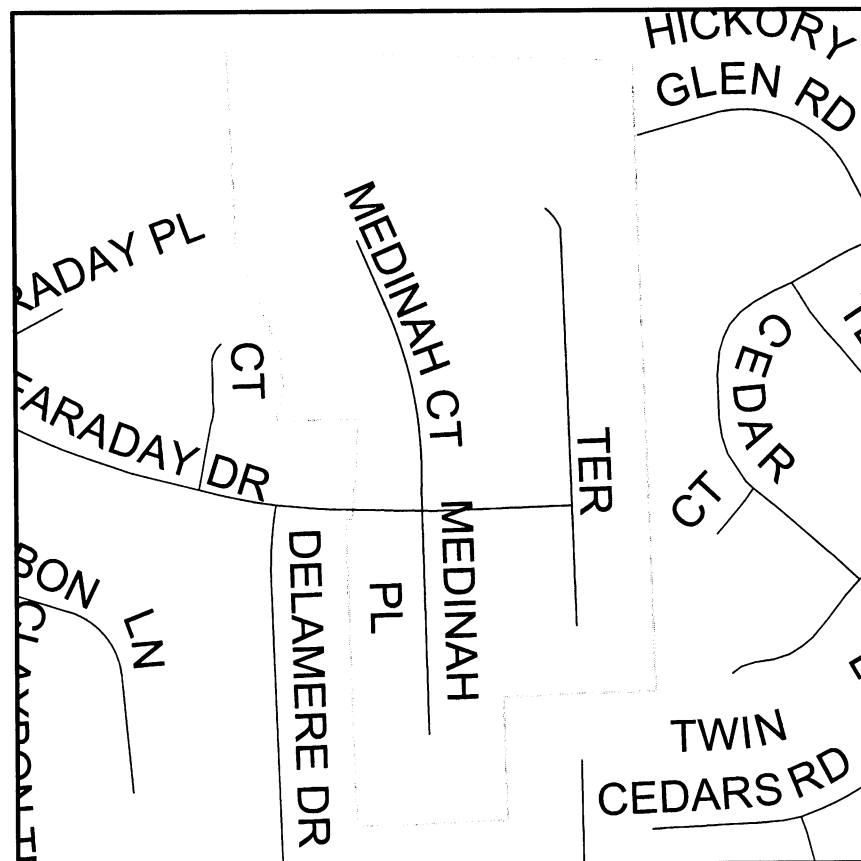 HICKORY
GLEN RD
MEDINAH CT
RADAY PL
CT
FARADAY DR
TER
CEDAR
CT
MEDINAH
PL
DELAMERE DR
BON LN
TWIN
CEDARS RD